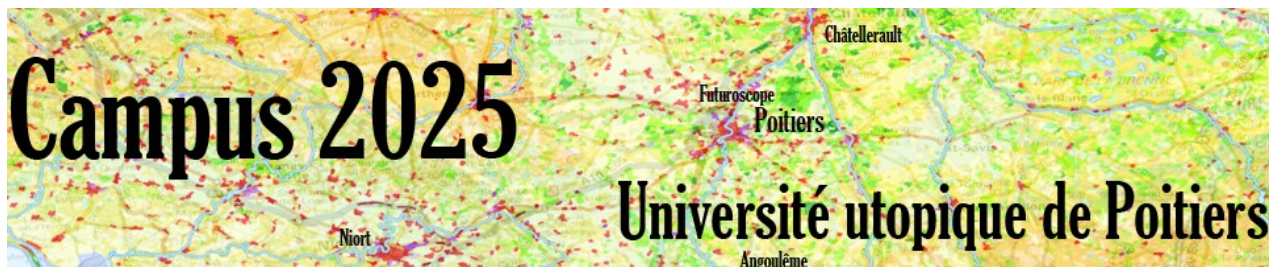 Châtellerault
Campus 2025
Futuroscope
Poitiers
Université utopique de Poitiers
Niort
Angoulême